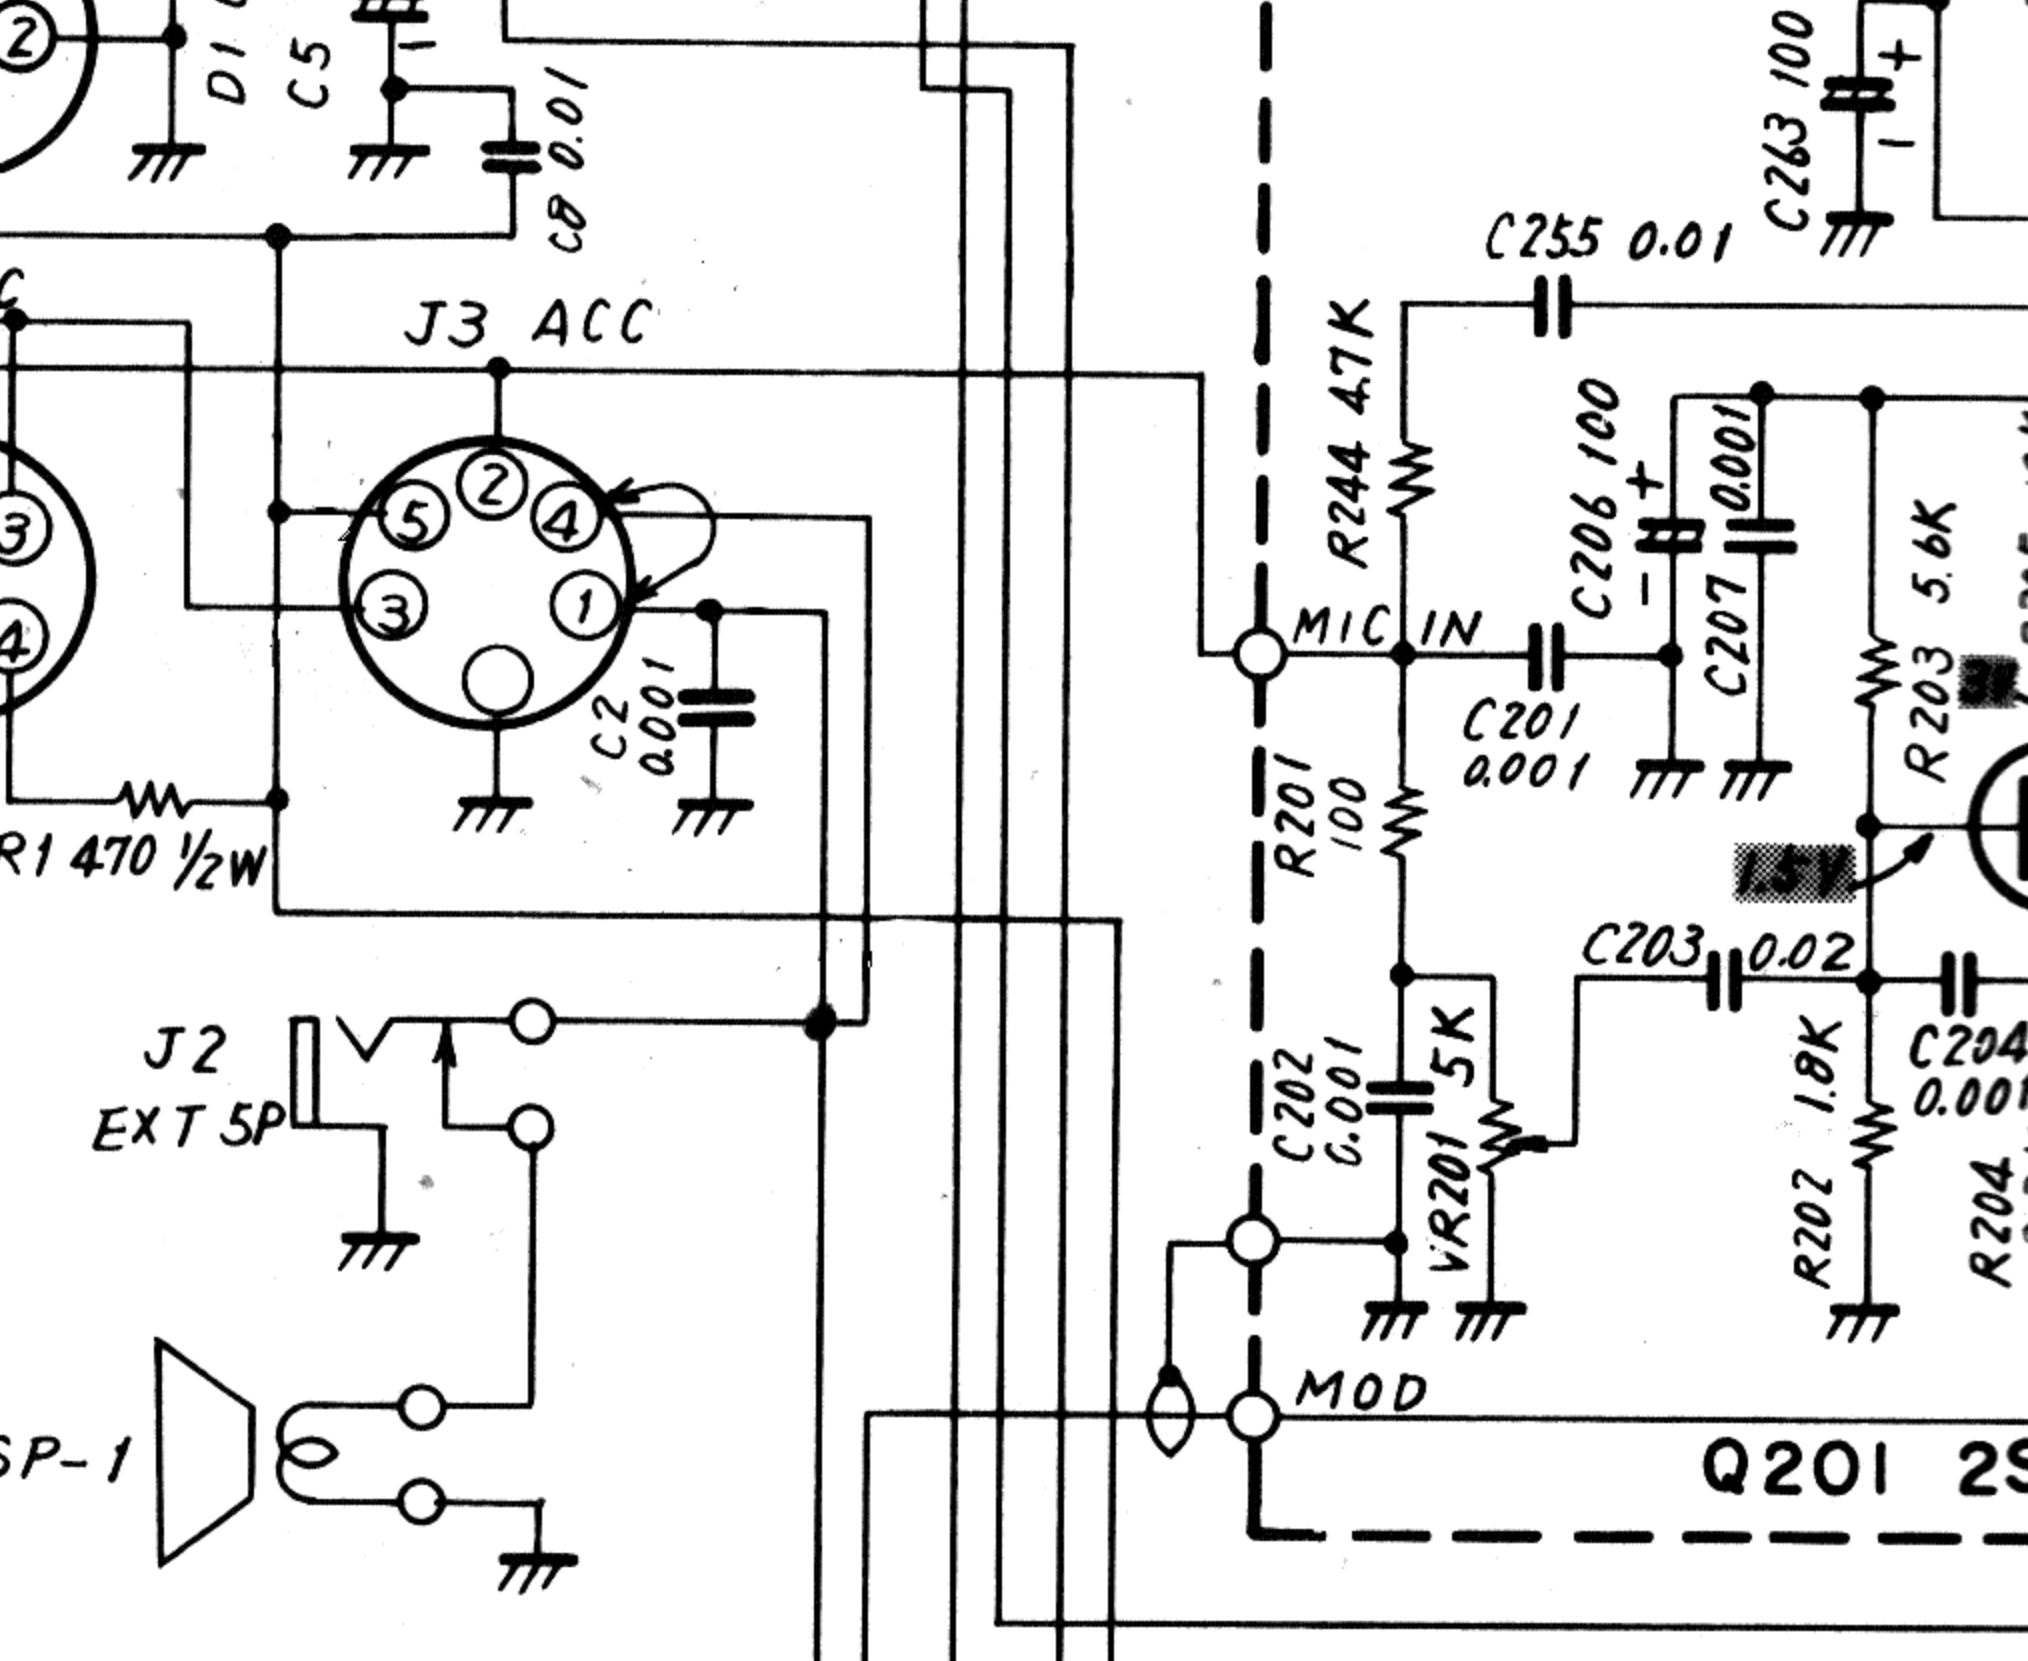 2
D1
C5
C8 0.01
C263 100
+
−
C255 0.01
C
J3 ACC
R244 4.7K
C206 100
+
−
C207 0.001
5
2
4
3
1
3
4
C2
0.001
MIC IN
C201
0.001
R203 5.6K
R1 470 1/2W
R201
100
1.5V
C203 0.02
J2
EXT SP
C202
0.001
VR201 5K
R202 1.8K
C204
0.001
R204
MOD
SP-1
Q201 2S